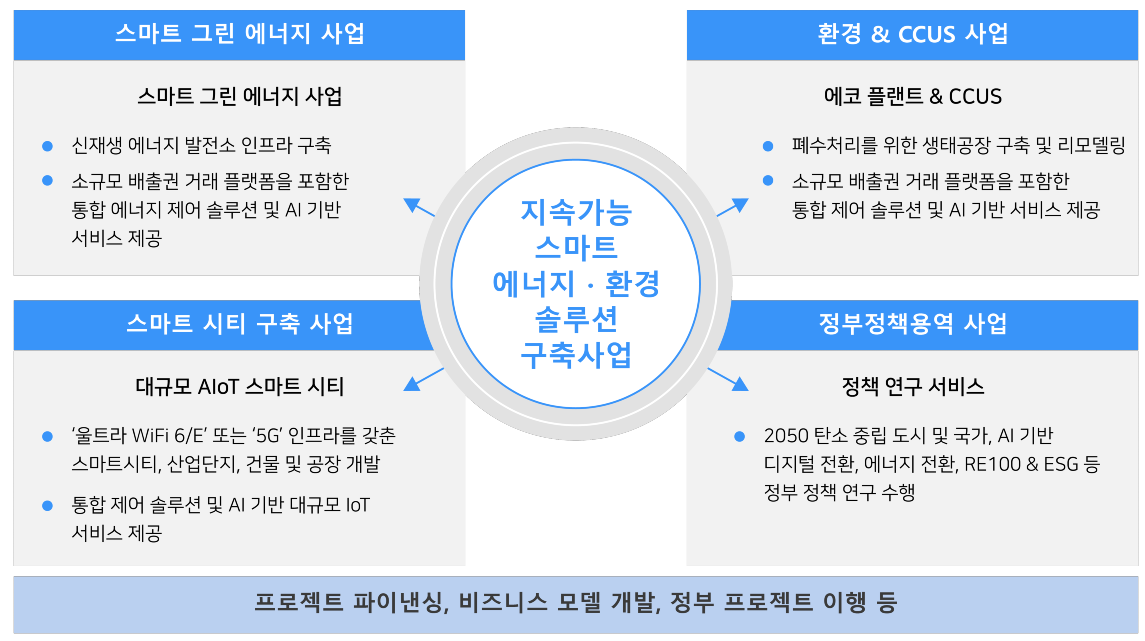 스마트 그린 에너지 사업
스마트 그린 에너지 사업
신재생 에너지 발전소 인프라 구축
소규모 배출권 거래 플랫폼을 포함한
통합 에너지 제어 솔루션 및 AI 기반
서비스 제공
환경 & CCUS 사업
에코 플랜트 & CCUS
폐수처리를 위한 생태공장 구축 및 리모델링
소규모 배출권 거래 플랫폼을 포함한
통합 제어 솔루션 및 AI 기반 서비스 제공
지속가능
스마트
에너지 · 환경
솔루션
구축사업
스마트 시티 구축 사업
대규모 AIoT 스마트 시티
‘울트라 WiFi 6/E’ 또는 ‘5G’ 인프라를 갖춘
스마트시티, 산업단지, 건물 및 공장 개발
통합 제어 솔루션 및 AI 기반 대규모 IoT
서비스 제공
정부정책용역 사업
정책 연구 서비스
2050 탄소 중립 도시 및 국가, AI 기반
디지털 전환, 에너지 전환, RE100 & ESG 등
정부 정책 연구 수행
프로젝트 파이낸싱, 비즈니스 모델 개발, 정부 프로젝트 이행 등